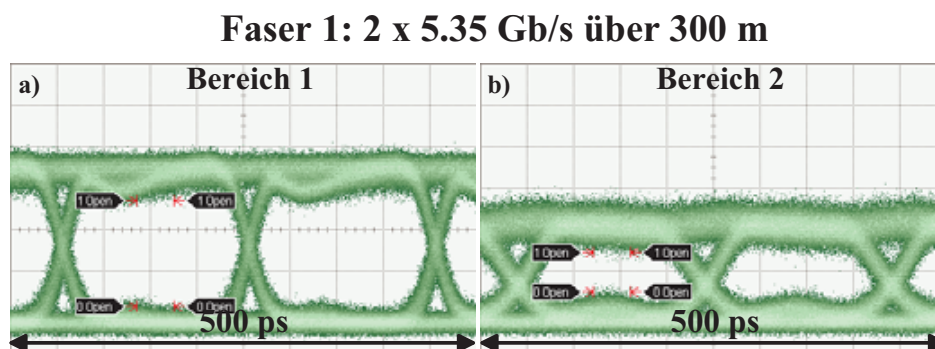 Faser 1: 2 x 5.35 Gb/s über 300 m
a) Bereich 1
b) Bereich 2
1 Open 1 Open
1 Open 1 Open
0 Open 0 Open
0 Open 0 Open
500 ps
500 ps